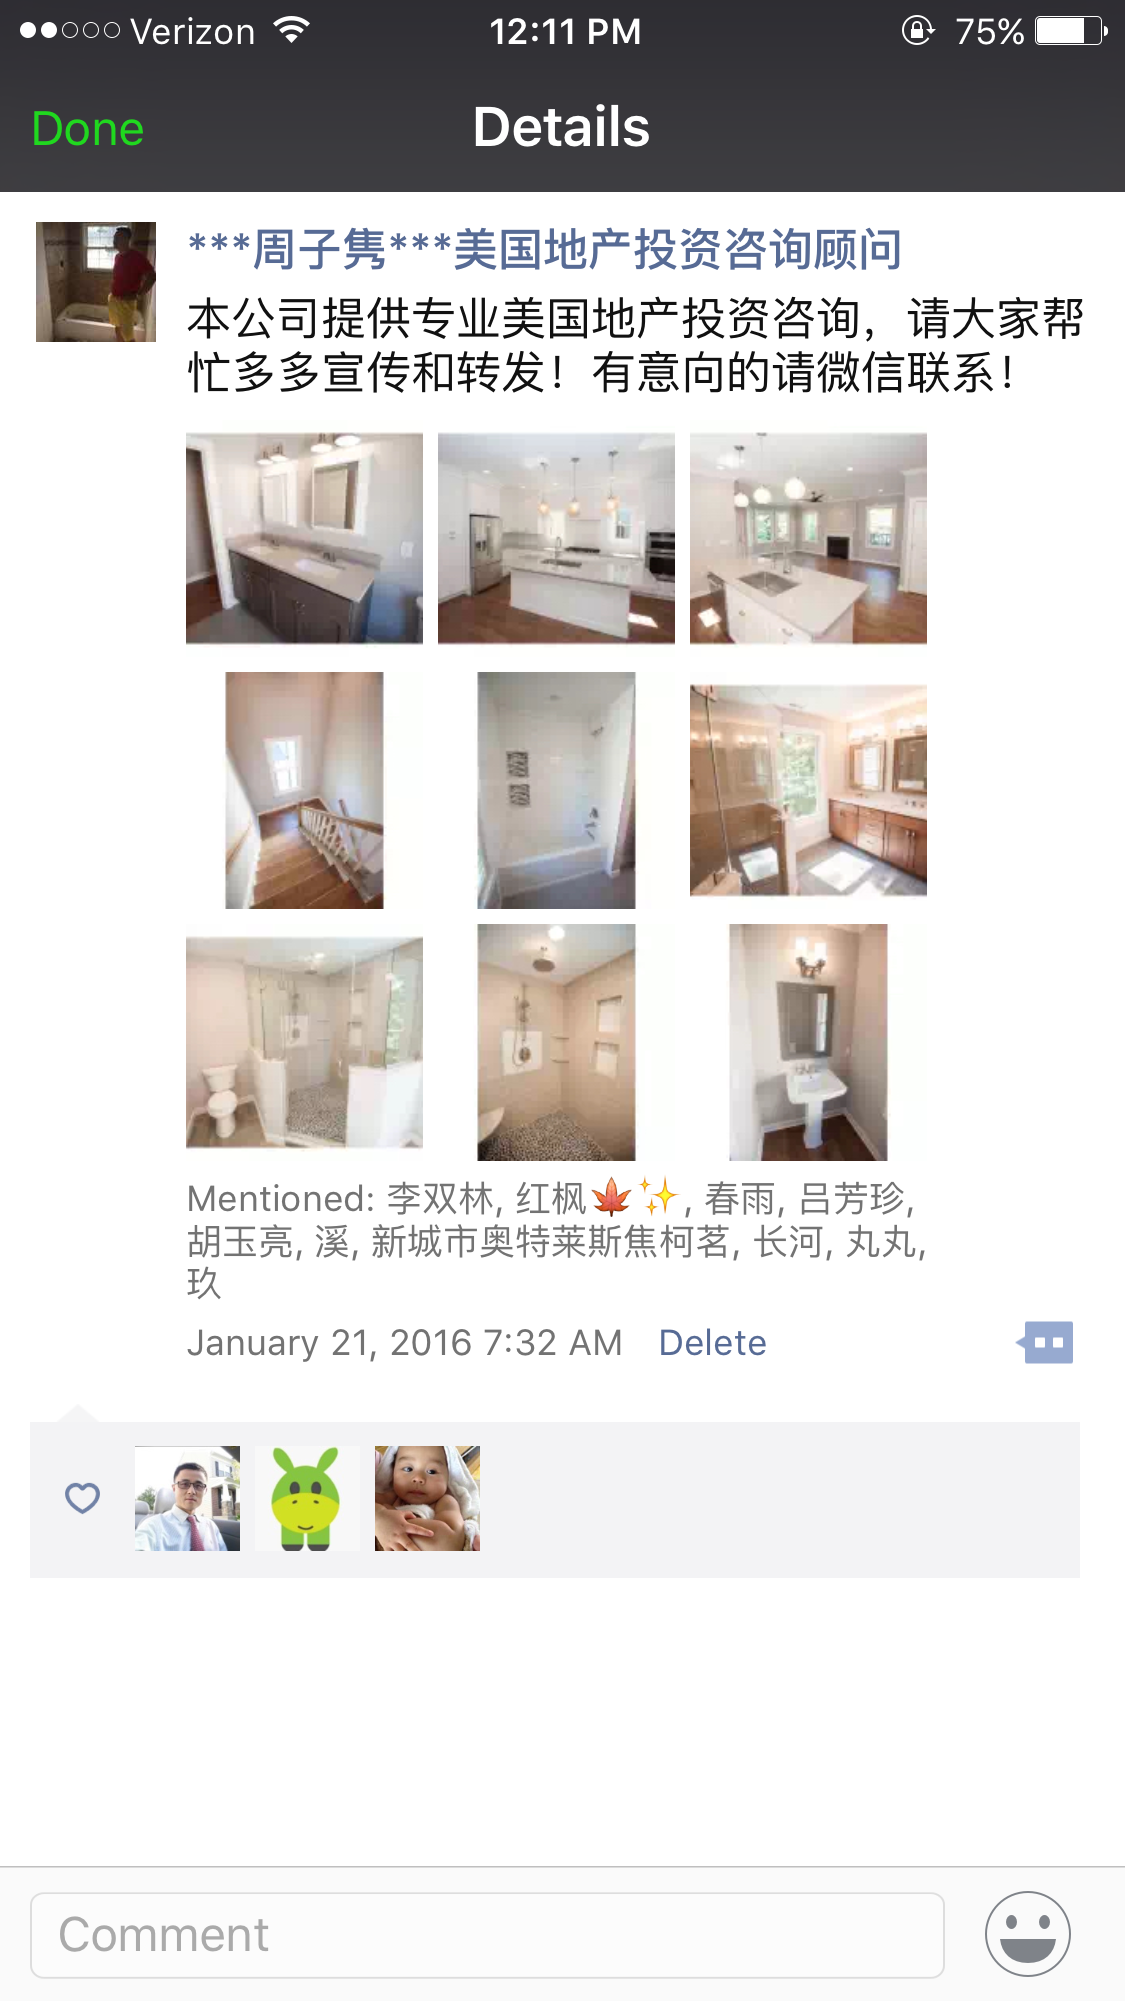 Verizon 12:11 PM 75%
Done Details
***周子隽***美国地产投资咨询顾问
本公司提供专业美国地产投资咨询，请大家帮
忙多多宣传和转发！有意向的请微信联系！
Mentioned: 李双林, 红枫🍁✨, 春雨, 吕芳珍,
胡玉亮, 溪, 新城市奥特莱斯焦柯茗, 长河, 丸丸,
玖
January 21, 2016 7:32 AM Delete
Comment